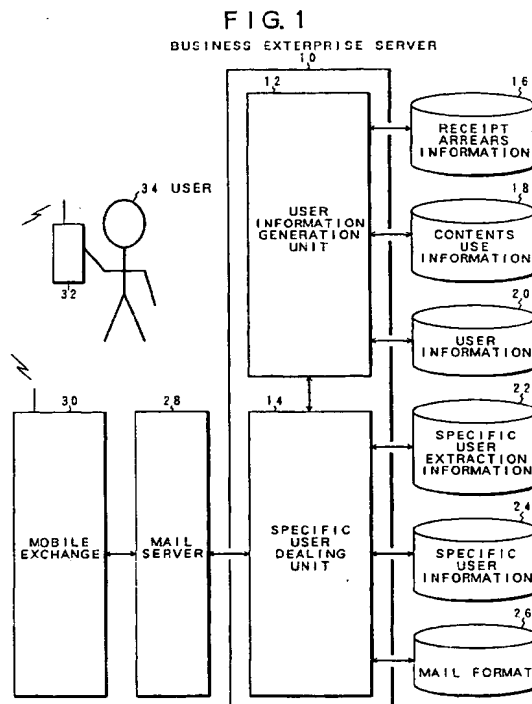 FIG. 1
BUSINESS EXTERPRISE SERVER
10
12
USER
INFORMATION
GENERATION
UNIT
16
RECEIPT
ARREARS
INFORMATION
18
CONTENTS
USE
INFORMATION
20
USER
INFORMATION
34 USER
32
30
MOBILE
EXCHANGE
28
MAIL
SERVER
14
SPECIFIC
USER
DEALING
UNIT
22
SPECIFIC
USER
EXTRACTION
INFORMATION
24
SPECIFIC
USER
INFORMATION
26
MAIL FORMAT